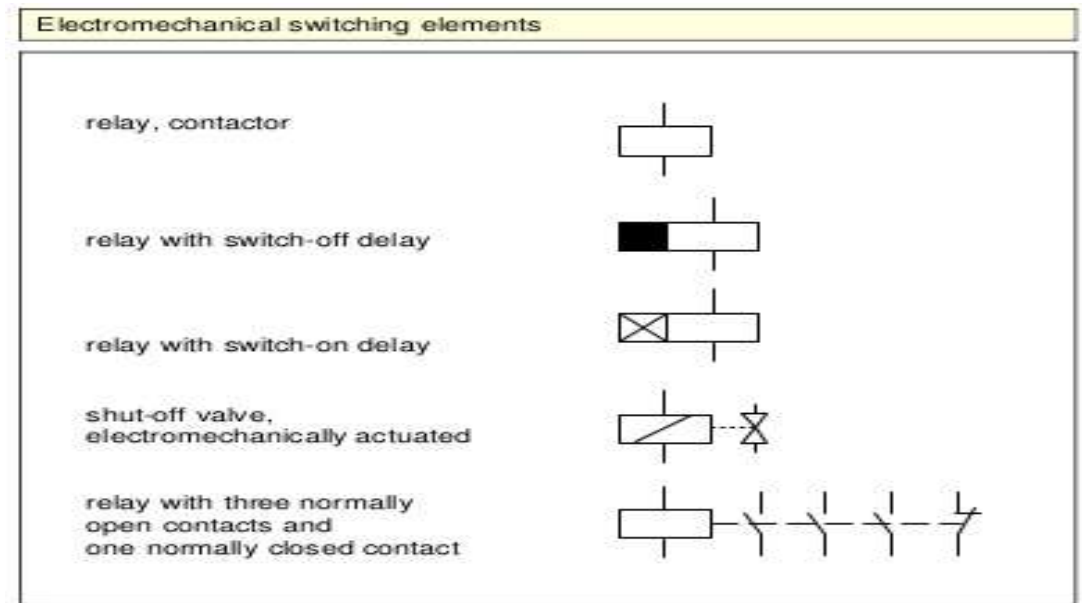 Electromechanical switching elements
relay, contactor
relay with switch-off delay
relay with switch-on delay
shut-off valve,
electromechanically actuated
relay with three normally
open contacts and
one normally closed contact